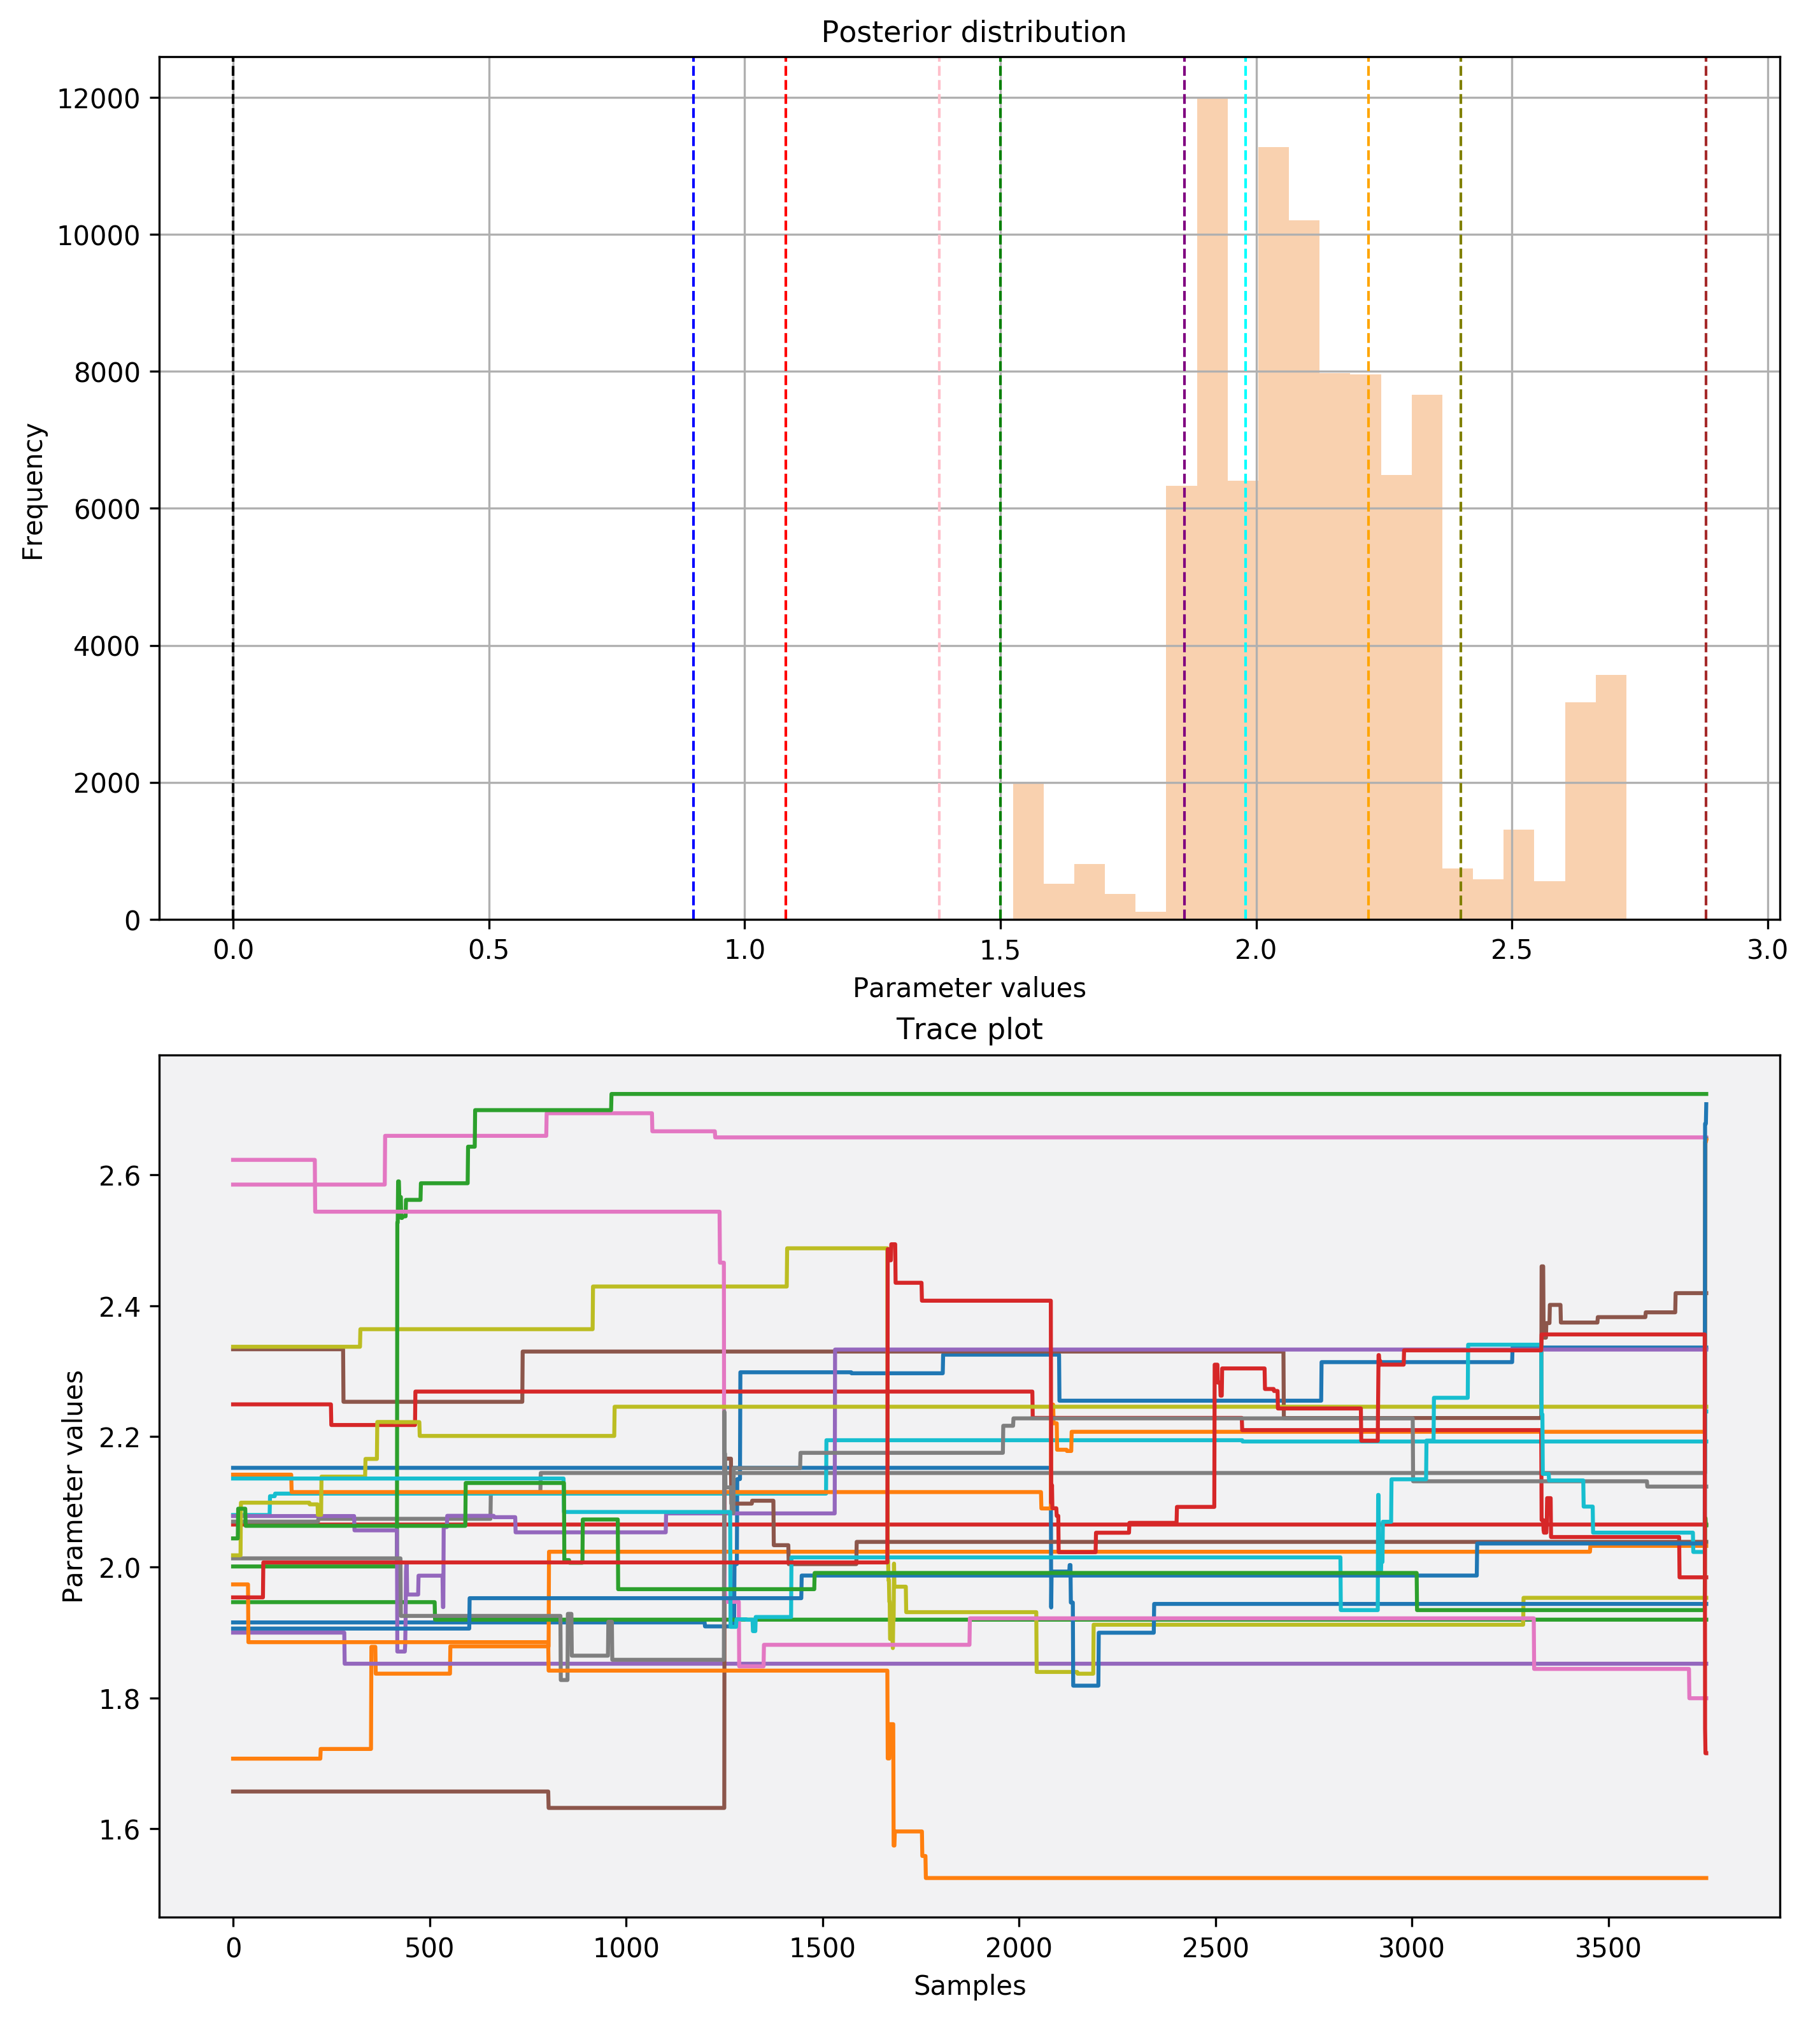 Posterior distribution
12000
10000
8000
6000
4000
2000
0
Frequency
0.0 0.5 1.0 1.5 2.0 2.5 3.0
Parameter values
Trace plot
2.6
2.4
2.2
2.0
1.8
1.6
Parameter values
0 500 1000 1500 2000 2500 3000 3500
Samples